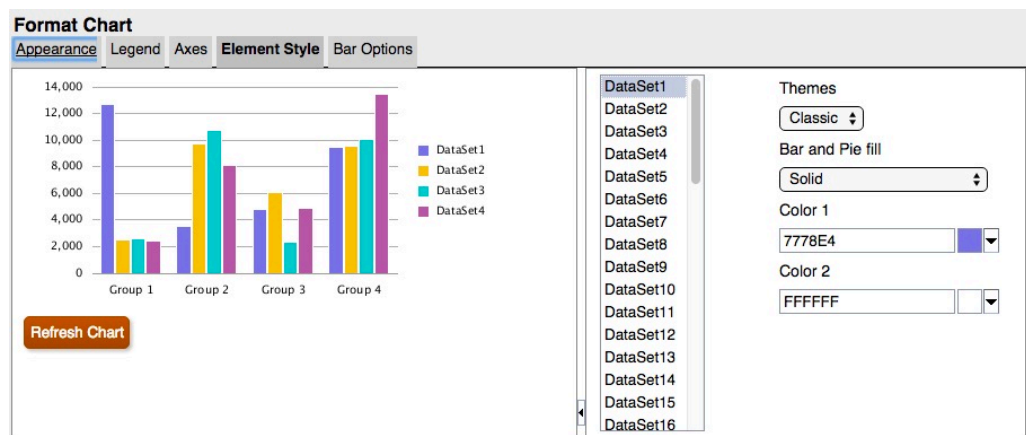 Format Chart
Appearance Legend Axes Element Style Bar Options
14,000
12,000
10,000
8,000
6,000
4,000
2,000
0
Group 1 Group 2 Group 3 Group 4
DataSet1
DataSet2
DataSet3
DataSet4
Refresh Chart
DataSet1
DataSet2
DataSet3
DataSet4
DataSet5
DataSet6
DataSet7
DataSet8
DataSet9
DataSet10
DataSet11
DataSet12
DataSet13
DataSet14
DataSet15
DataSet16
Themes
Classic
Bar and Pie fill
Solid
Color 1
7778E4
Color 2
FFFFFF